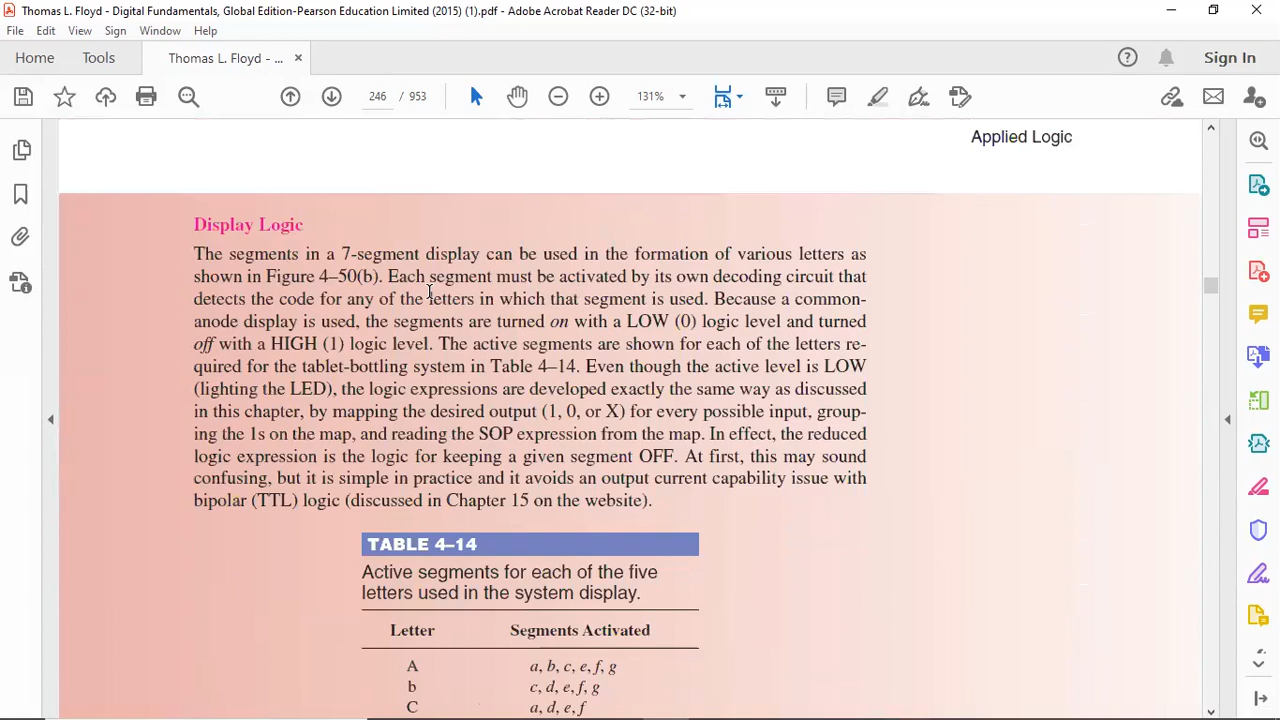 Thomas L. Floyd - Digital Fundamentals, Global Edition-Pearson Education Limited (2015) (1).pdf - Adobe Acrobat Reader DC (32-bit)
File Edit View Sign Window Help
Home Tools Thomas L. Floyd - ... × Sign In
246 / 953 131%
Applied Logic
Display Logic
The segments in a 7-segment display can be used in the formation of various letters as
shown in Figure 4–50(b). Each segment must be activated by its own decoding circuit that
detects the code for any of the letters in which that segment is used. Because a common-
anode display is used, the segments are turned on with a LOW (0) logic level and turned
off with a HIGH (1) logic level. The active segments are shown for each of the letters re-
quired for the tablet-bottling system in Table 4–14. Even though the active level is LOW
(lighting the LED), the logic expressions are developed exactly the same way as discussed
in this chapter, by mapping the desired output (1, 0, or X) for every possible input, group-
ing the 1s on the map, and reading the SOP expression from the map. In effect, the reduced
logic expression is the logic for keeping a given segment OFF. At first, this may sound
confusing, but it is simple in practice and it avoids an output current capability issue with
bipolar (TTL) logic (discussed in Chapter 15 on the website).
TABLE 4–14
Active segments for each of the five
letters used in the system display.
Letter Segments Activated
A a, b, c, e, f, g
b c, d, e, f, g
C a, d, e, f